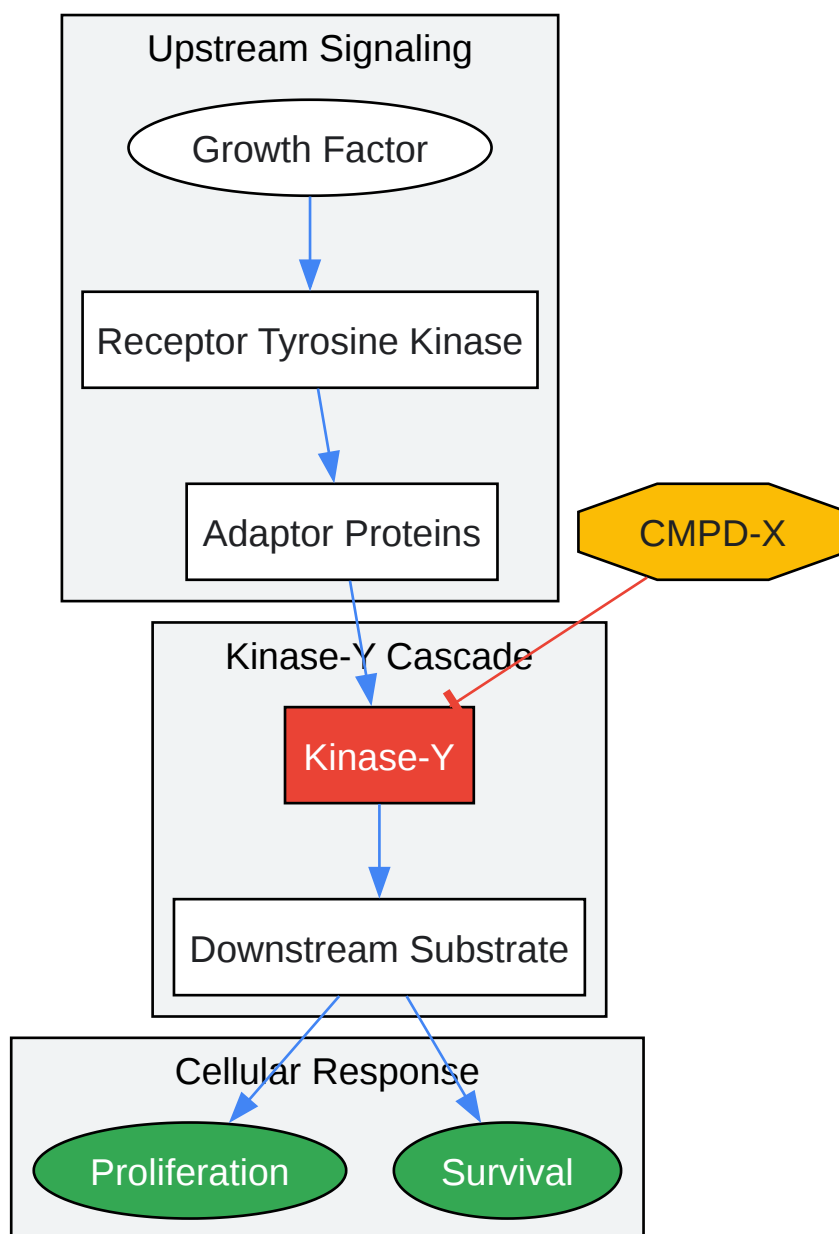 Upstream Signaling
Growth Factor
Receptor Tyrosine Kinase
Adaptor Proteins
CMPD-X
Kinase-Y Cascade
Kinase-Y
Downstream Substrate
Cellular Response
Proliferation
Survival